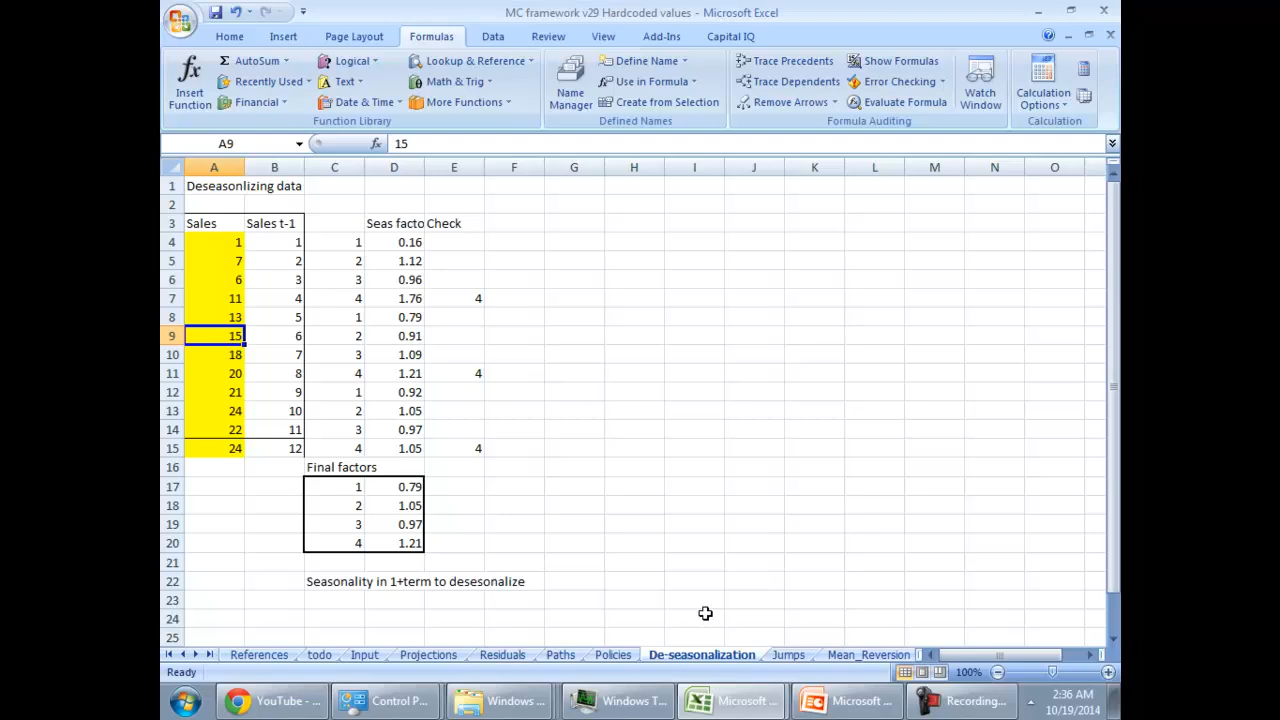 MC framework v29 Hardcoded values - Microsoft Excel
Home Insert Page Layout Formulas Data Review View Add-Ins Capital IQ
Insert Function
AutoSum Logical Lookup & Reference
Recently Used Text Math & Trig
Financial Date & Time More Functions
Function Library
Name Manager
Define Name
Use in Formula
Create from Selection
Defined Names
Trace Precedents Show Formulas
Trace Dependents Error Checking
Remove Arrows Evaluate Formula
Formula Auditing
Watch Window
Calculation Options
Calculation
A9 fx 15
A B C D E F G H I J K L M N O
1 Deseasonlizing data
2
3 Sales Sales t-1 Seas facto Check
4 1 1 1 0.16
5 7 2 2 1.12
6 6 3 3 0.96
7 11 4 4 1.76 4
8 13 5 1 0.79
9 15 6 2 0.91
10 18 7 3 1.09
11 20 8 4 1.21 4
12 21 9 1 0.92
13 24 10 2 1.05
14 22 11 3 0.97
15 24 12 4 1.05 4
16 Final factors
17 1 0.79
18 2 1.05
19 3 0.97
20 4 1.21
21
22 Seasonality in 1+term to desesonalize
23
24
25
References todo Input Projections Residuals Paths Policies De-seasonalization Jumps Mean_Reversion
Ready 100%
YouTube - ... Control P... Windows ... Windows T... Microsoft ... Microsoft ... Recording... 2:36 AM
10/19/2014